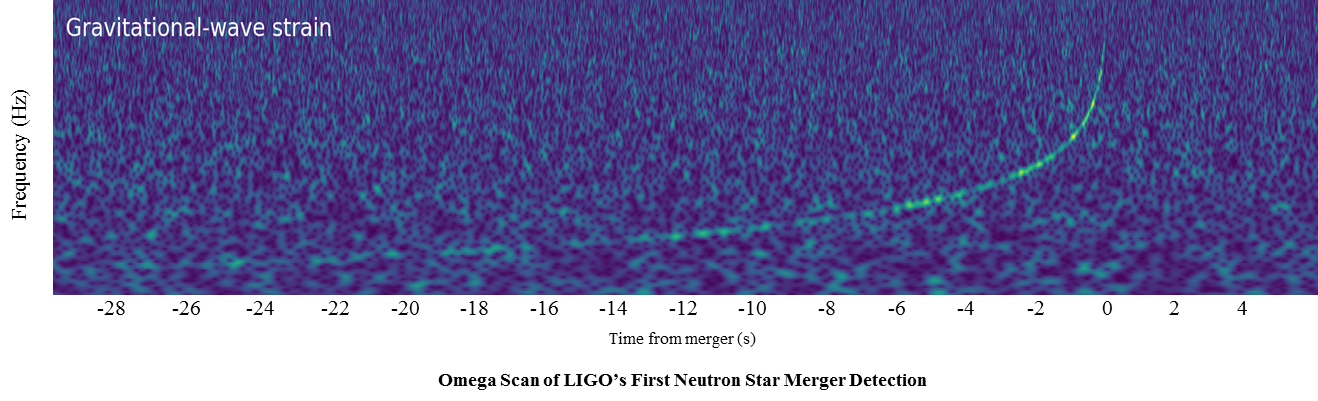 Gravitational-wave strain
Frequency (Hz)
-28 -26 -24 -22 -20 -18 -16 -14 -12 -10 -8 -6 -4 -2 0 2 4
Time from merger (s)
Omega Scan of LIGO’s First Neutron Star Merger Detection